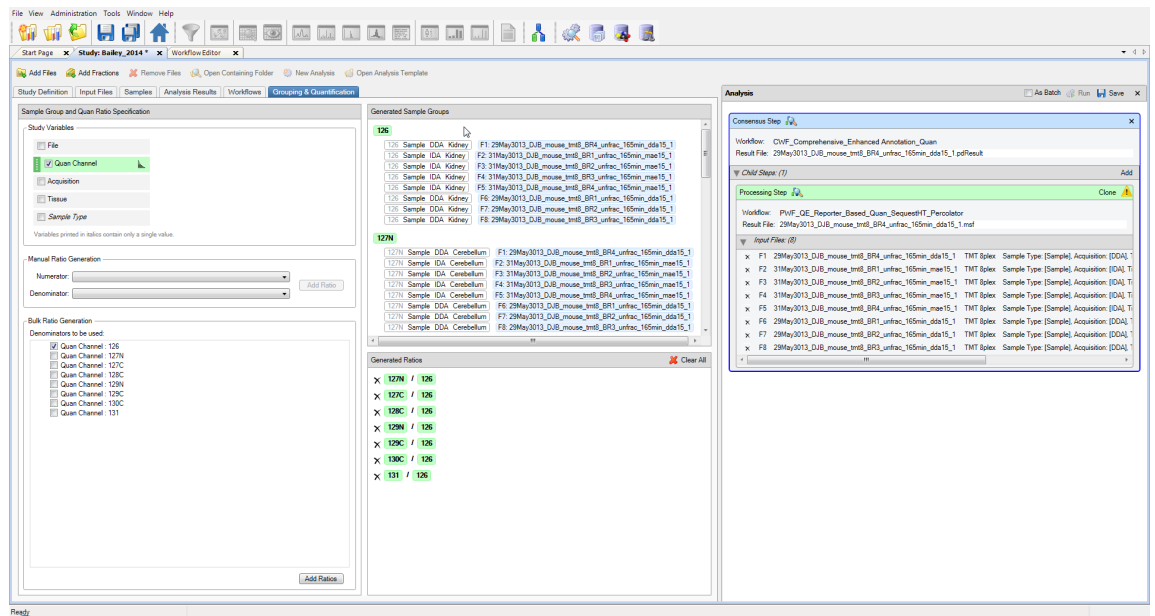 File View Administration Tools Window Help
Start Page x Study: Bailey_2014 * x Workflow Editor x
Add Files Add Fractions Remove Files Open Containing Folder New Analysis Open Analysis Template
Study Definition Input Files Samples Analysis Results Workflows Grouping & Quantification
Sample Group and Quan Ratio Specification
Study Variables
File
Quan Channel
Acquisition
Tissue
Sample Type
Variables printed in italics contain only a single value.
Manual Ratio Generation
Numerator:
Denominator:
Add Ratio
Bulk Ratio Generation
Denominators to be used:
Quan Channel : 126
Quan Channel : 127N
Quan Channel : 127C
Quan Channel : 128C
Quan Channel : 129N
Quan Channel : 129C
Quan Channel : 130C
Quan Channel : 131
Add Ratios
Generated Sample Groups
126
126 Sample DDA Kidney F1: 29May3013_DJB_mouse_tmt8_BR4_unfrac_165min_dda15_1
126 Sample IDA Kidney F2: 31May3013_DJB_mouse_tmt8_BR1_unfrac_165min_mae15_1
126 Sample IDA Kidney F3: 31May3013_DJB_mouse_tmt8_BR2_unfrac_165min_mae15_1
126 Sample IDA Kidney F4: 31May3013_DJB_mouse_tmt8_BR3_unfrac_165min_mae15_1
126 Sample IDA Kidney F5: 31May3013_DJB_mouse_tmt8_BR4_unfrac_165min_mae15_1
126 Sample DDA Kidney F6: 29May3013_DJB_mouse_tmt8_BR1_unfrac_165min_dda15_1
126 Sample DDA Kidney F7: 29May3013_DJB_mouse_tmt8_BR2_unfrac_165min_dda15_1
126 Sample DDA Kidney F8: 29May3013_DJB_mouse_tmt8_BR3_unfrac_165min_dda15_1
127N
127N Sample DDA Cerebellum F1: 29May3013_DJB_mouse_tmt8_BR4_unfrac_165min_dda15_1
127N Sample IDA Cerebellum F2: 31May3013_DJB_mouse_tmt8_BR1_unfrac_165min_mae15_1
127N Sample IDA Cerebellum F3: 31May3013_DJB_mouse_tmt8_BR2_unfrac_165min_mae15_1
127N Sample IDA Cerebellum F4: 31May3013_DJB_mouse_tmt8_BR3_unfrac_165min_mae15_1
127N Sample IDA Cerebellum F5: 31May3013_DJB_mouse_tmt8_BR4_unfrac_165min_mae15_1
127N Sample DDA Cerebellum F6: 29May3013_DJB_mouse_tmt8_BR1_unfrac_165min_dda15_1
127N Sample DDA Cerebellum F7: 29May3013_DJB_mouse_tmt8_BR2_unfrac_165min_dda15_1
127N Sample DDA Cerebellum F8: 29May3013_DJB_mouse_tmt8_BR3_unfrac_165min_dda15_1
Generated Ratios Clear All
127N / 126
127C / 126
128C / 126
129N / 126
129C / 126
130C / 126
131 / 126
Analysis As Batch Run Save x
Consensus Step x
Workflow: CWF_Comprehensive_Enhanced Annotation_Quan
Result File: 29May3013_DJB_mouse_tmt8_BR4_unfrac_165min_dda15_1.pdResult
Child Steps: (1) Add
Processing Step Clone
Workflow: PWF_QE_Reporter_Based_Quan_SequestHT_Percolator
Result File: 29May3013_DJB_mouse_tmt8_BR4_unfrac_165min_dda15_1.msf
Input Files: (8)
x F1 29May3013_DJB_mouse_tmt8_BR4_unfrac_165min_dda15_1 TMT 8plex Sample Type: [Sample], Acquisition: [DDA], T
x F2 31May3013_DJB_mouse_tmt8_BR1_unfrac_165min_mae15_1 TMT 8plex Sample Type: [Sample], Acquisition: [IDA], Ti
x F3 31May3013_DJB_mouse_tmt8_BR2_unfrac_165min_mae15_1 TMT 8plex Sample Type: [Sample], Acquisition: [IDA], Ti
x F4 31May3013_DJB_mouse_tmt8_BR3_unfrac_165min_mae15_1 TMT 8plex Sample Type: [Sample], Acquisition: [IDA], Ti
x F5 31May3013_DJB_mouse_tmt8_BR4_unfrac_165min_mae15_1 TMT 8plex Sample Type: [Sample], Acquisition: [IDA], Ti
x F6 29May3013_DJB_mouse_tmt8_BR1_unfrac_165min_dda15_1 TMT 8plex Sample Type: [Sample], Acquisition: [DDA], T
x F7 29May3013_DJB_mouse_tmt8_BR2_unfrac_165min_dda15_1 TMT 8plex Sample Type: [Sample], Acquisition: [DDA], T
x F8 29May3013_DJB_mouse_tmt8_BR3_unfrac_165min_dda15_1 TMT 8plex Sample Type: [Sample], Acquisition: [DDA], T
Ready